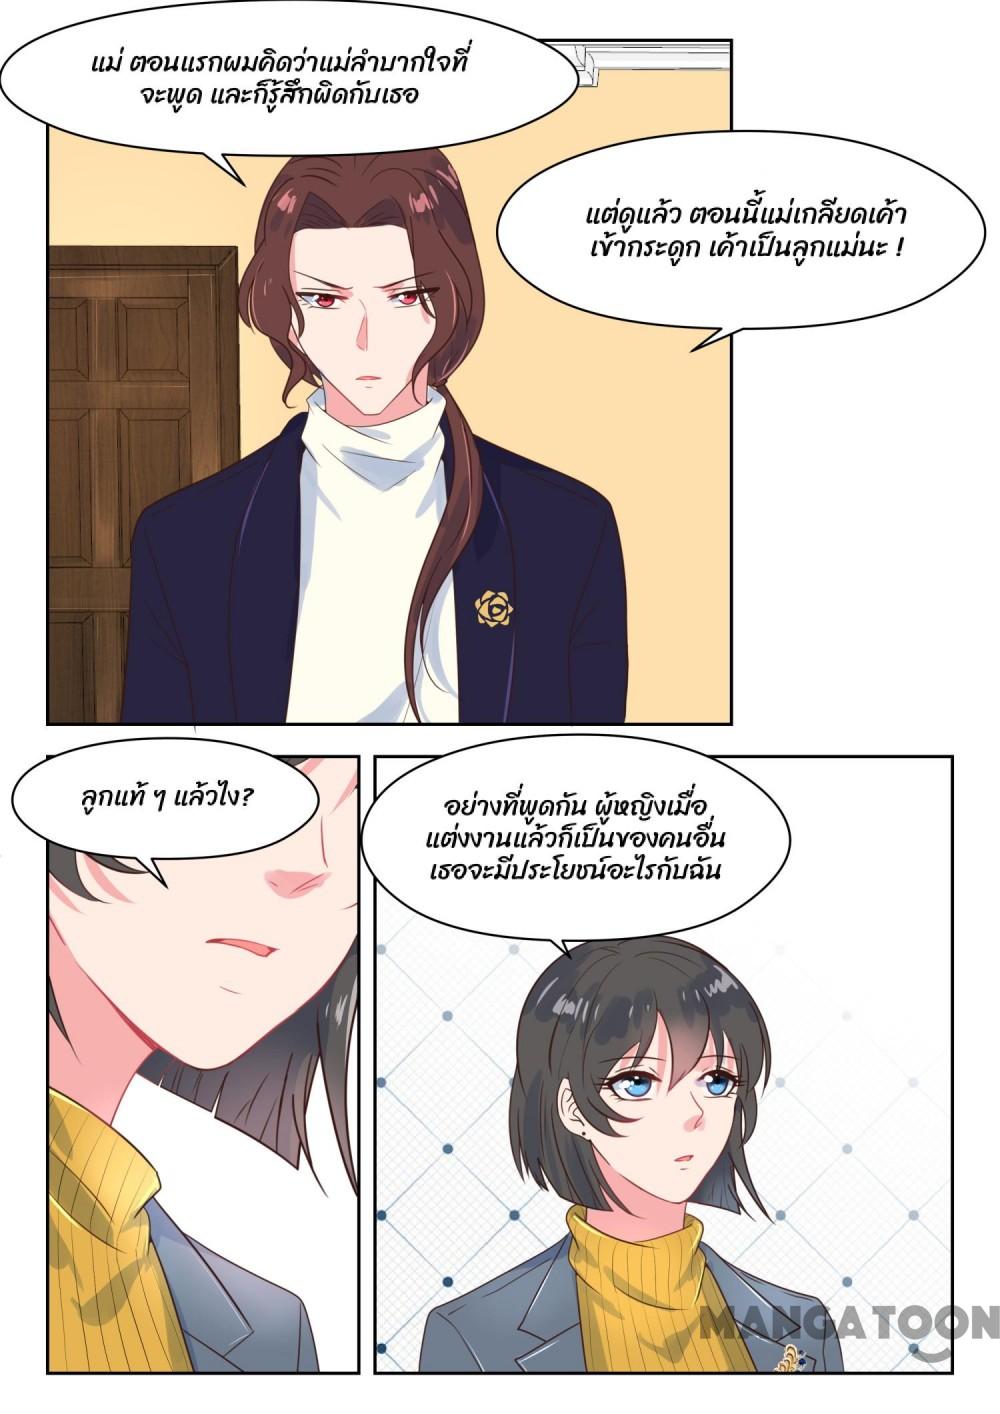 แม่ ตอนแรกผมคิดว่าแม่ลำบากใจที่
จะพูด และก็รู้สึกผิดกับเธอ
แต่ดูแล้ว ตอนนี้แม่เกลียดเค้า
เข้ากระดูก เค้าเป็นลูกแม่นะ !
ลูกแท้ ๆ แล้วไง?
อย่างที่พูดกัน ผู้หญิงเมื่อ
แต่งงานแล้วก็เป็นของคนอื่น
เธอจะมีประโยชน์อะไรกับฉัน
MANGATOON